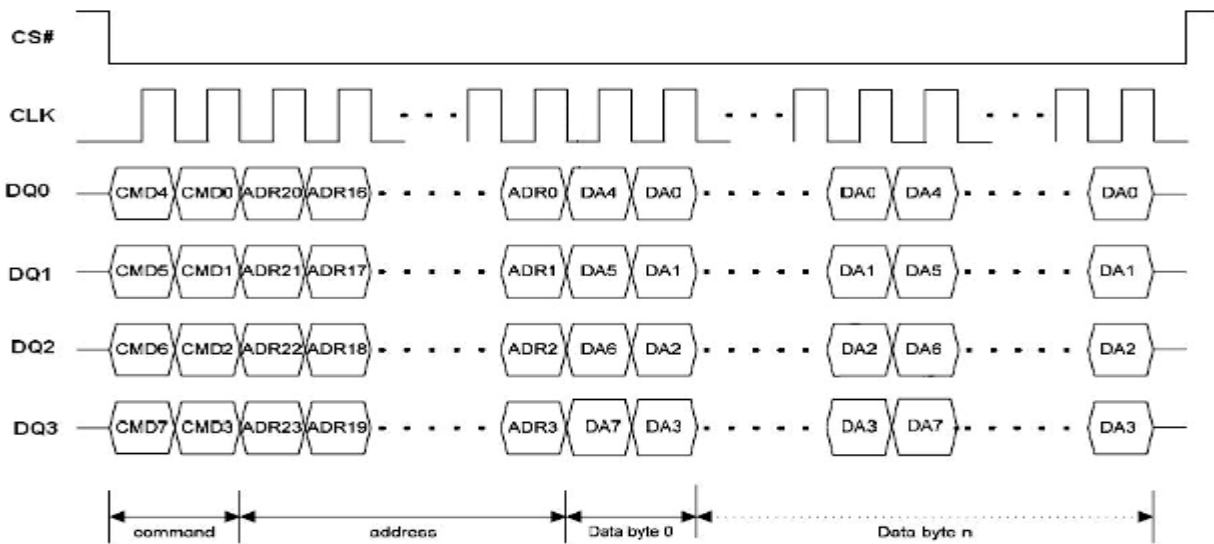 CS#
CLK
DQ0 CMD4 CMD0 ADR20 ADR16 ADR0 DA4 DA0 DA0 DA4 DA0
DQ1 CMD5 CMD1 ADR21 ADR17 ADR1 DA5 DA1 DA1 DA5 DA1
DQ2 CMD6 CMD2 ADR22 ADR18 ADR2 DA6 DA2 DA2 DA6 DA2
DQ3 CMD7 CMD3 ADR23 ADR19 ADR3 DA7 DA3 DA3 DA7 DA3
command address Data byte 0 Data byte n